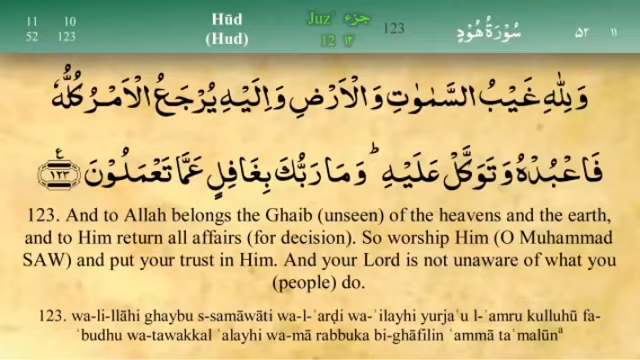 11 10 Hūd Juz' جزء 123 سُوْرَةُ هُوْدٍ ٥٢ ١١
52 123 (Hud) 12 ١٢
وَلِلّٰهِ غَيْبُ السَّمٰوٰتِ وَالْاَرْضِ وَاِلَيْهِ يُرْجَعُ الْاَمْرُ كُلُّهٗ
فَاعْبُدْهُ وَتَوَكَّلْ عَلَيْهِ ؕ وَمَا رَبُّكَ بِغَافِلٍ عَمَّا تَعْمَلُوْنَ ع ١٢٣
123. And to Allah belongs the Ghaib (unseen) of the heavens and the earth,
and to Him return all affairs (for decision). So worship Him (O Muhammad
SAW) and put your trust in Him. And your Lord is not unaware of what you
(people) do.
123. wa-li-llāhi ghaybu s-samāwāti wa-l-ʾarḍi wa-ʾilayhi yurjaʿu l-ʾamru kulluhū fa-
ʿbudhu wa-tawakkal ʿalayhi wa-mā rabbuka bi-ghāfilin ʿammā taʿmalūnᵃ